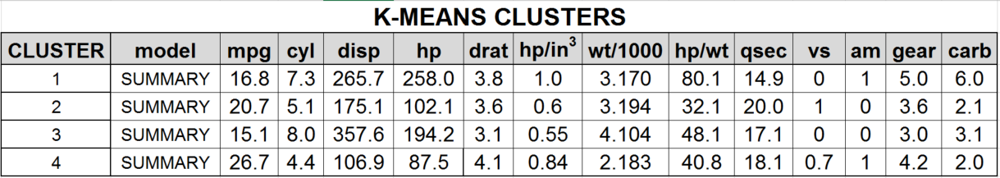 K-MEANS CLUSTERS
CLUSTER model mpg cyl disp hp drat hp/in³ wt/1000 hp/wt qsec vs am gear carb
1 SUMMARY 16.8 7.3 265.7 258.0 3.8 1.0 3.170 80.1 14.9 0 1 5.0 6.0
2 SUMMARY 20.7 5.1 175.1 102.1 3.6 0.6 3.194 32.1 20.0 1 0 3.6 2.1
3 SUMMARY 15.1 8.0 357.6 194.2 3.1 0.55 4.104 48.1 17.1 0 0 3.0 3.1
4 SUMMARY 26.7 4.4 106.9 87.5 4.1 0.84 2.183 40.8 18.1 0.7 1 4.2 2.0